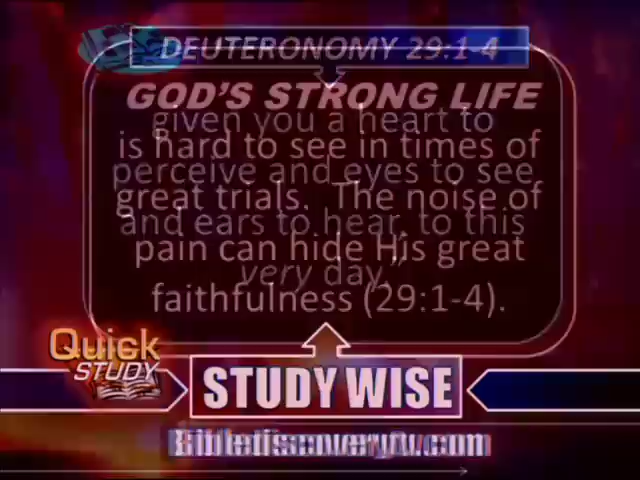 DEUTERONOMY 29:1-4
GOD'S STRONG LIFE
given you a heart to
is hard to see in times of
perceive and eyes to see
great trials. The noise of
and ears to hear, to this
pain can hide His great
very day."
faithfulness (29:1-4).
Quick
STUDY
STUDY WISE
Biblediscoverytv.com